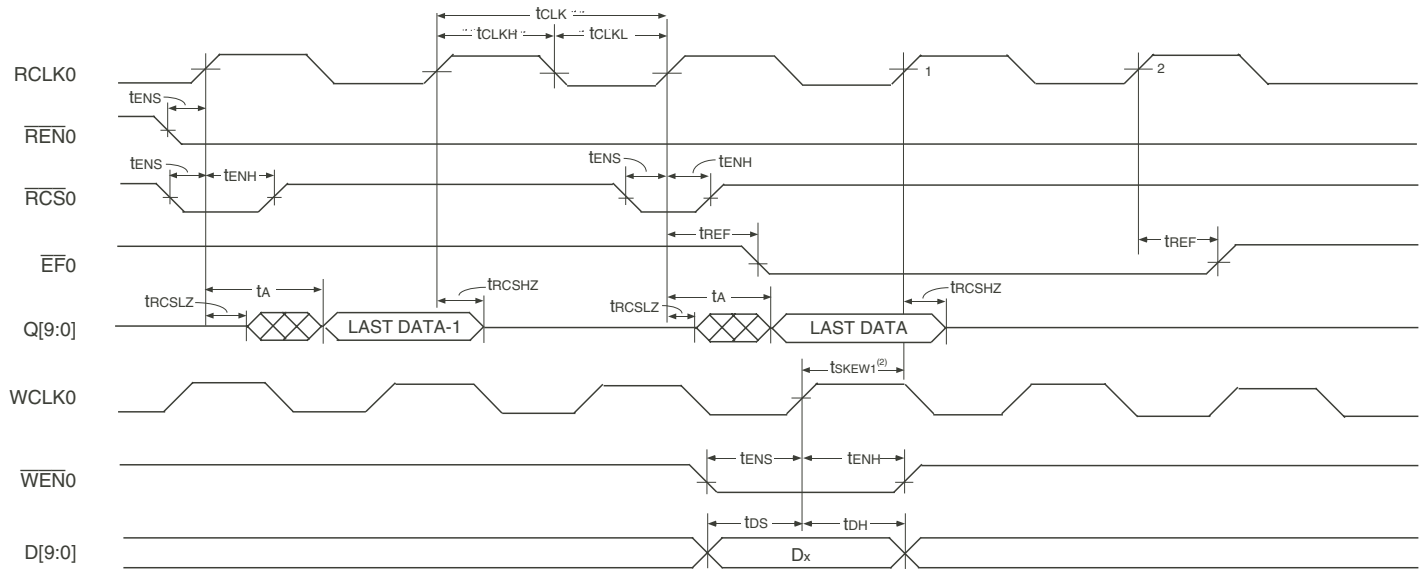 tCLK
tCLKH tCLKL
RCLK0 1 2
tENS
REN0
tENS tENH tENS tENH
RCS0
tREF tREF
EF0
tRCSLZ tA tRCSHZ tRCSLZ tA tRCSHZ
Q[9:0] LAST DATA-1 LAST DATA
tSKEW1(2)
WCLK0
tENS tENH
WEN0
tDS tDH
D[9:0] Dx